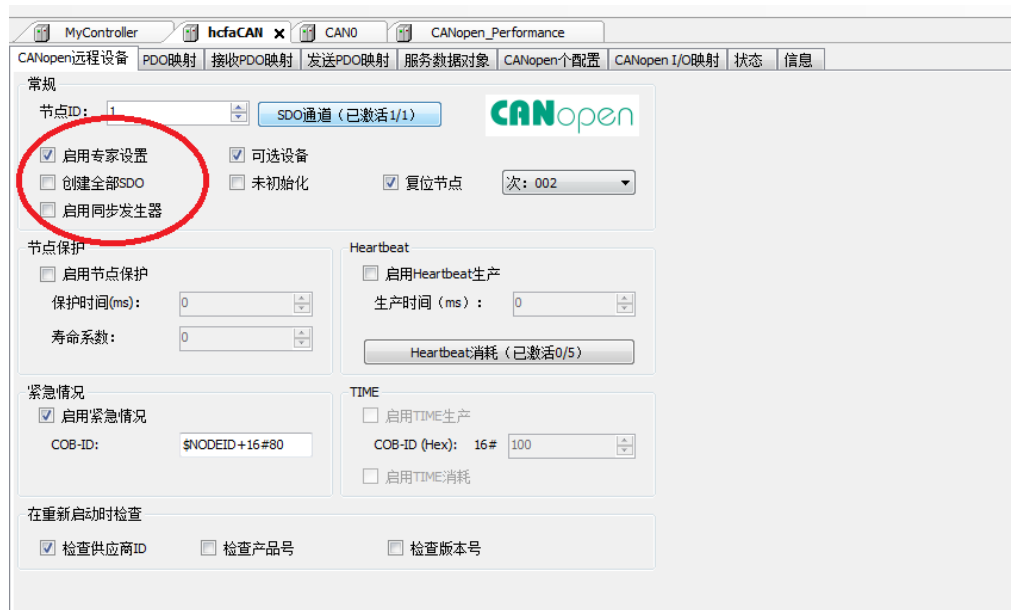 MyController hcfaCAN x CAN0 CANopen_Performance
CANopen远程设备 PDO映射 接收PDO映射 发送PDO映射 服务数据对象 CANopen个配置 CANopen I/O映射 状态 信息
常规
节点ID: 1 SDO通道（已激活1/1） CANopen
启用专家设置 可选设备
创建全部SDO 未初始化 复位节点 次: 002
启用同步发生器
节点保护 Heartbeat
启用节点保护 启用Heartbeat生产
保护时间(ms): 0 生产时间（ms）: 0
寿命系数: 0
Heartbeat消耗（已激活0/5）
紧急情况 TIME
启用紧急情况 启用TIME生产
COB-ID: $NODEID+16#80 COB-ID (Hex): 16# 100
启用TIME消耗
在重新启动时检查
检查供应商ID 检查产品号 检查版本号